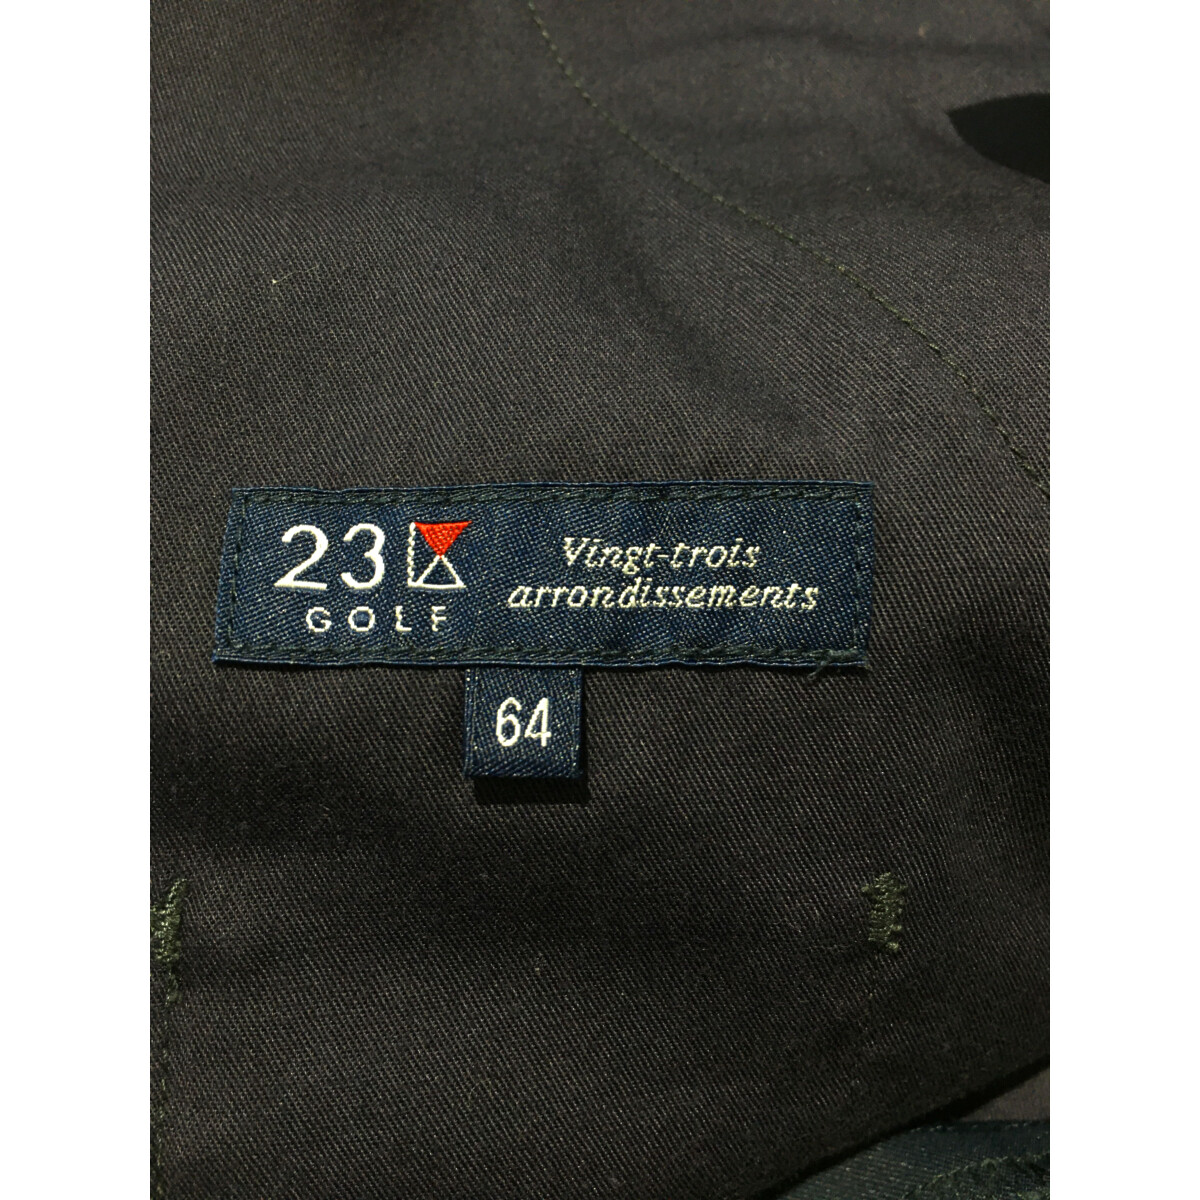 23
GOLF
Vingt-trois
arrondissements
64